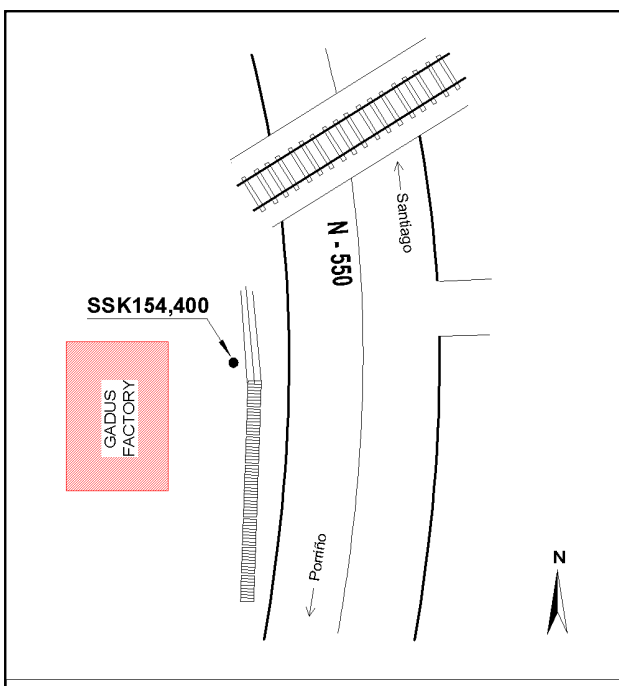 Santiago
N - 550
SSK154,400
GADUS
FACTORY
Porriño
N